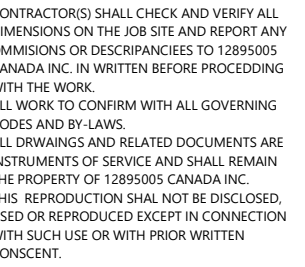 ONTRACTOR(S) SHALL CHECK AND VERIFY ALL
IMENSIONS ON THE JOB SITE AND REPORT ANY
MMISIONS OR DESCRIPANCIEES TO 12895005
ANADA INC. IN WRITTEN BEFORE PROCEDDING
WITH THE WORK.
LL WORK TO CONFIRM WITH ALL GOVERNING
ODES AND BY-LAWS.
LL DRWAINGS AND RELATED DOCUMENTS ARE
NSTRUMENTS OF SERVICE AND SHALL REMAIN
HE PROPERTY OF 12895005 CANADA INC.
HIS REPRODUCTION SHAL NOT BE DISCLOSED,
SED OR REPRODUCED EXCEPT IN CONNECTION
WITH SUCH USE OR WITH PRIOR WRITTEN
ONSCENT.